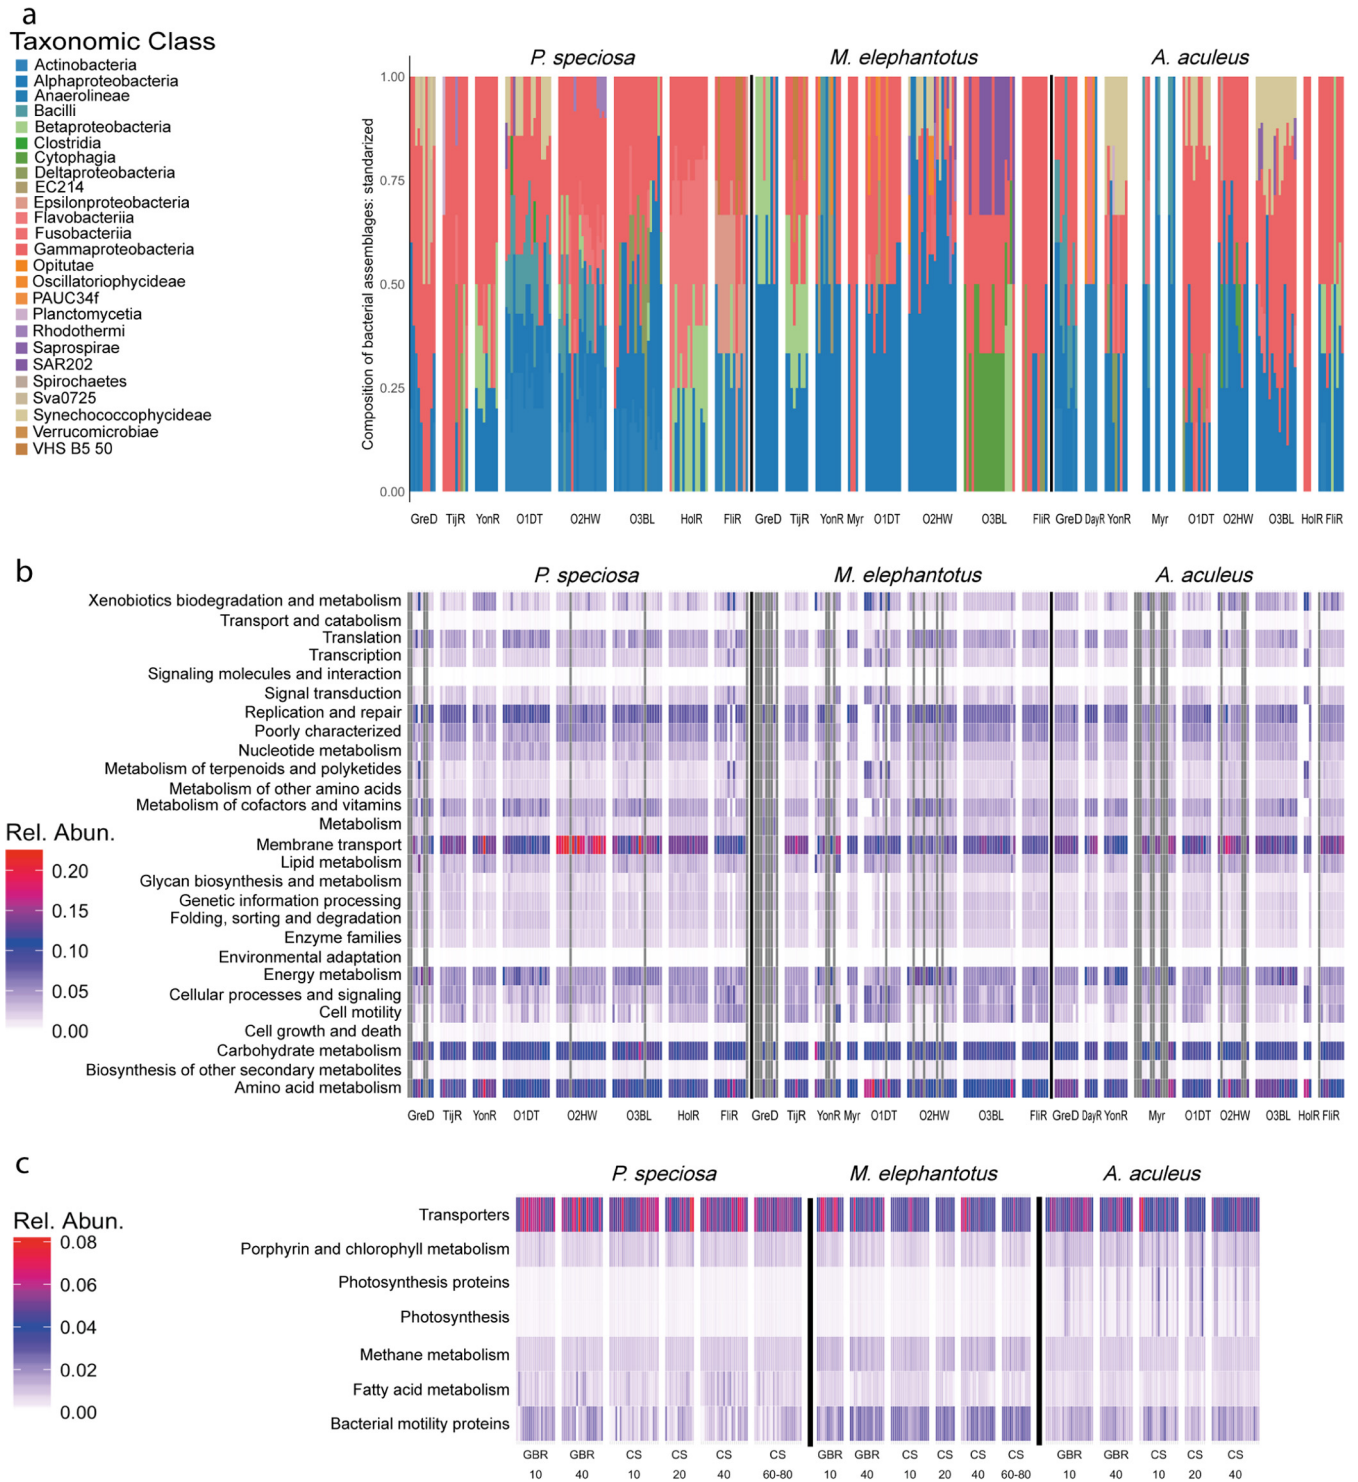 a
Taxonomic Class
Actinobacteria
Alphaproteobacteria
Anaerolineae
Bacilli
Betaproteobacteria
Clostridia
Cytophagia
Deltaproteobacteria
EC214
Epsilonproteobacteria
Flavobacteriia
Fusobacteriia
Gammaproteobacteria
Opitutae
Oscillatoriophycideae
PAUC34f
Planctomycetia
Rhodothermi
Saprospirae
SAR202
Spirochaetes
Sva0725
Synechococcophycideae
Verrucomicrobiae
VHS B5 50
P. speciosa M. elephantotus A. aculeus
Composition of bacterial assemblages: standarized
1.00
0.75
0.50
0.25
0.00
GreD TijR YonR O1DT O2HW O3BL HolR FliR GreD TijR YonR Myr O1DT O2HW O3BL FliR GreD DayR YonR Myr O1DT O2HW O3BL HolR FliR
b
P. speciosa M. elephantotus A. aculeus
Xenobiotics biodegradation and metabolism
Transport and catabolism
Translation
Transcription
Signaling molecules and interaction
Signal transduction
Replication and repair
Poorly characterized
Nucleotide metabolism
Metabolism of terpenoids and polyketides
Metabolism of other amino acids
Metabolism of cofactors and vitamins
Metabolism
Membrane transport
Lipid metabolism
Glycan biosynthesis and metabolism
Genetic information processing
Folding, sorting and degradation
Enzyme families
Environmental adaptation
Energy metabolism
Cellular processes and signaling
Cell motility
Cell growth and death
Carbohydrate metabolism
Biosynthesis of other secondary metabolites
Amino acid metabolism
Rel. Abun.
0.20
0.15
0.10
0.05
0.00
GreD TijR YonR O1DT O2HW O3BL HolR FliR GreD TijR YonR Myr O1DT O2HW O3BL FliR GreD DayR YonR Myr O1DT O2HW O3BL HolR FliR
c
P. speciosa M. elephantotus A. aculeus
Rel. Abun.
0.08
0.06
0.04
0.02
0.00
Transporters
Porphyrin and chlorophyll metabolism
Photosynthesis proteins
Photosynthesis
Methane metabolism
Fatty acid metabolism
Bacterial motility proteins
GBR GBR CS CS CS CS GBR GBR CS CS CS CS GBR GBR CS CS CS
10 40 10 20 40 60-80 10 40 10 20 40 60-80 10 40 10 20 40